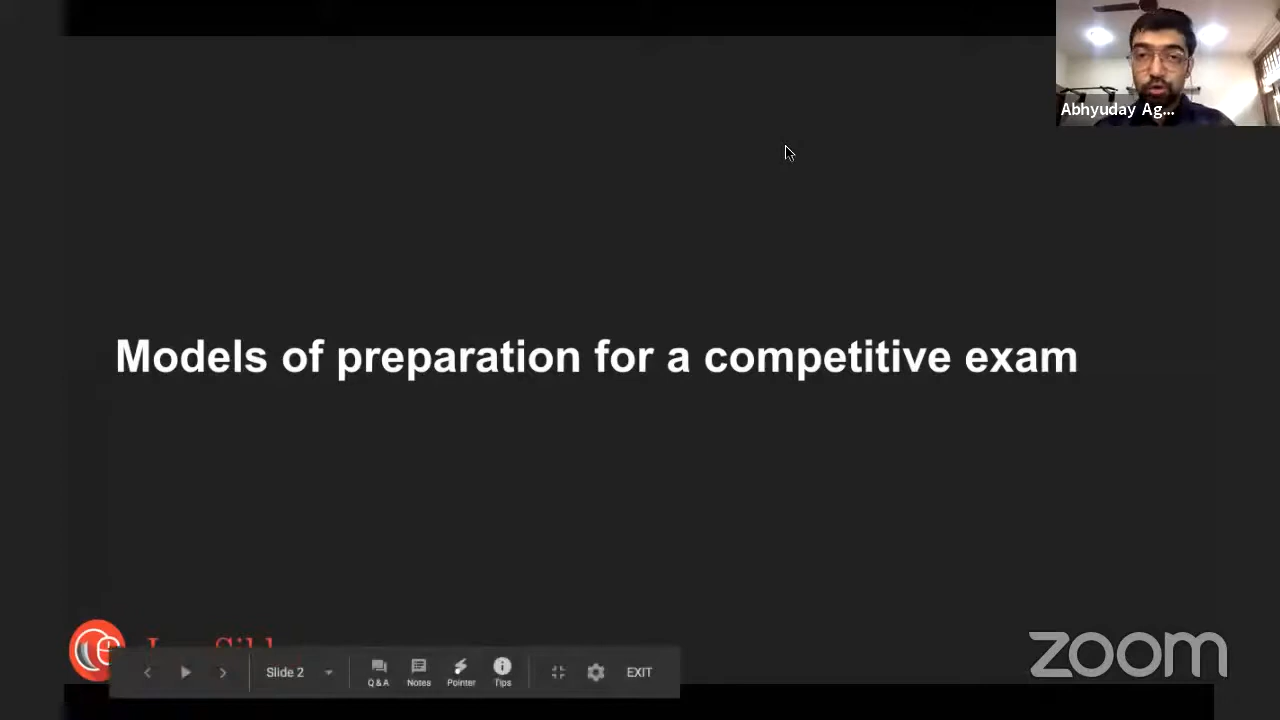 Abhyuday Ag...
Models of preparation for a competitive exam
Slide 2
Q&A
Notes
Pointer
Tips
EXIT
zoom